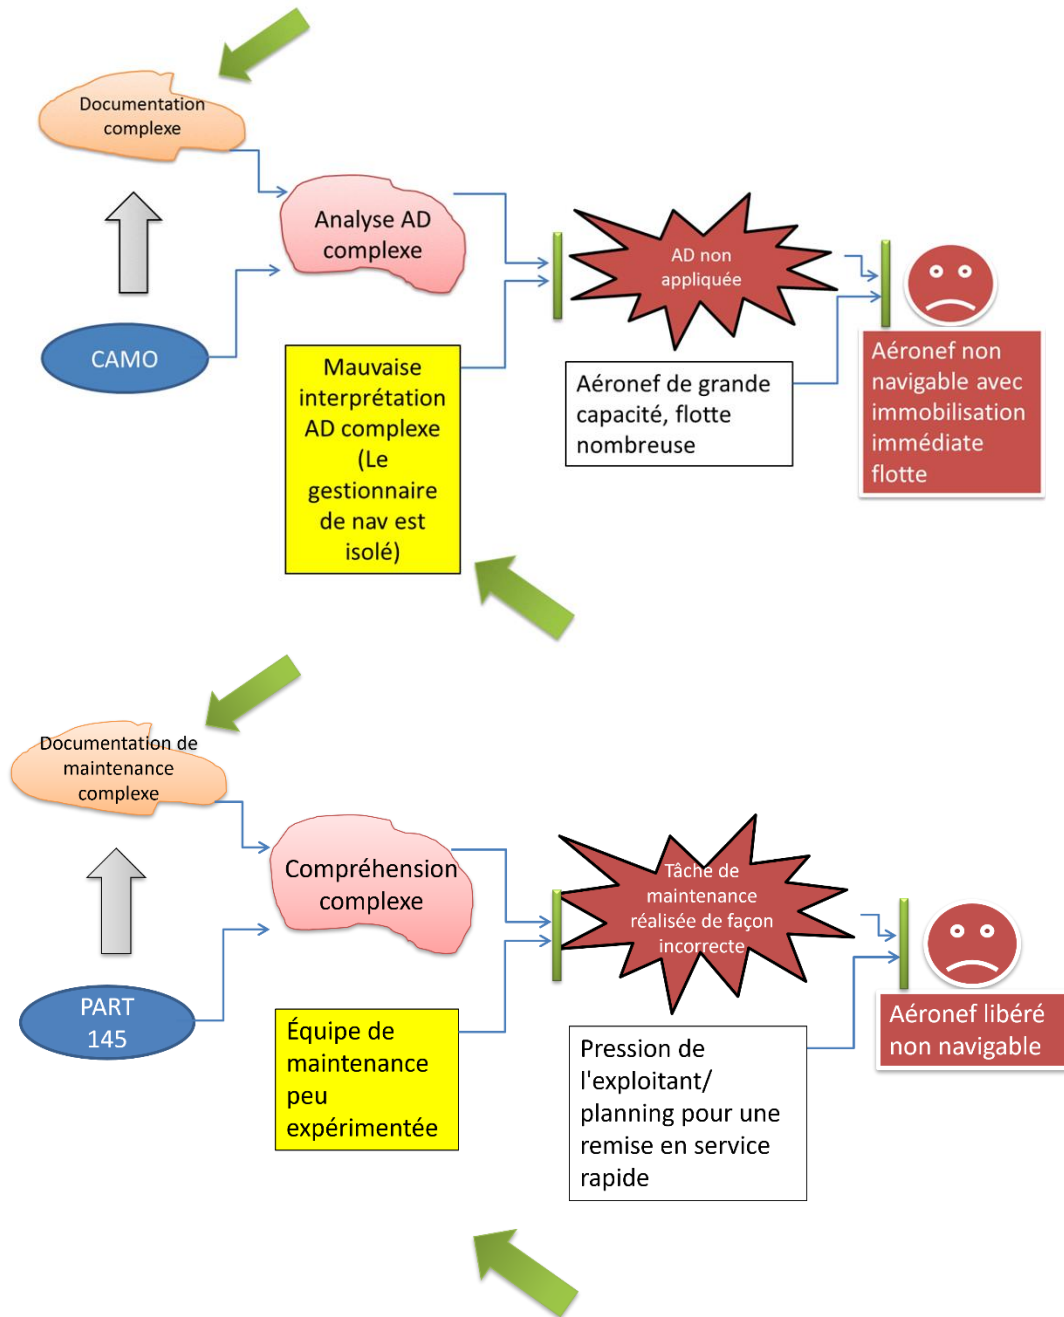 Documentation
complexe
Analyse AD
complexe
CAMO
Mauvaise
interprétation
AD complexe
(Le
gestionnaire
de nav est
isolé)
AD non
appliquée
Aéronef de grande
capacité, flotte
nombreuse
Aéronef non
navigable avec
immobilisation
immédiate
flotte
Documentation de
maintenance
complexe
Compréhension
complexe
PART
145
Équipe de
maintenance
peu
expérimentée
Tâche de
maintenance
réalisée de façon
incorrecte
Pression de
l'exploitant/
planning pour une
remise en service
rapide
Aéronef libéré
non navigable